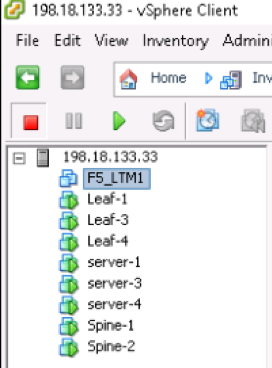 198.18.133.33 - vSphere Client
File Edit View Inventory Admini
Home Inv
198.18.133.33
F5_LTM1
Leaf-1
Leaf-3
Leaf-4
server-1
server-3
server-4
Spine-1
Spine-2